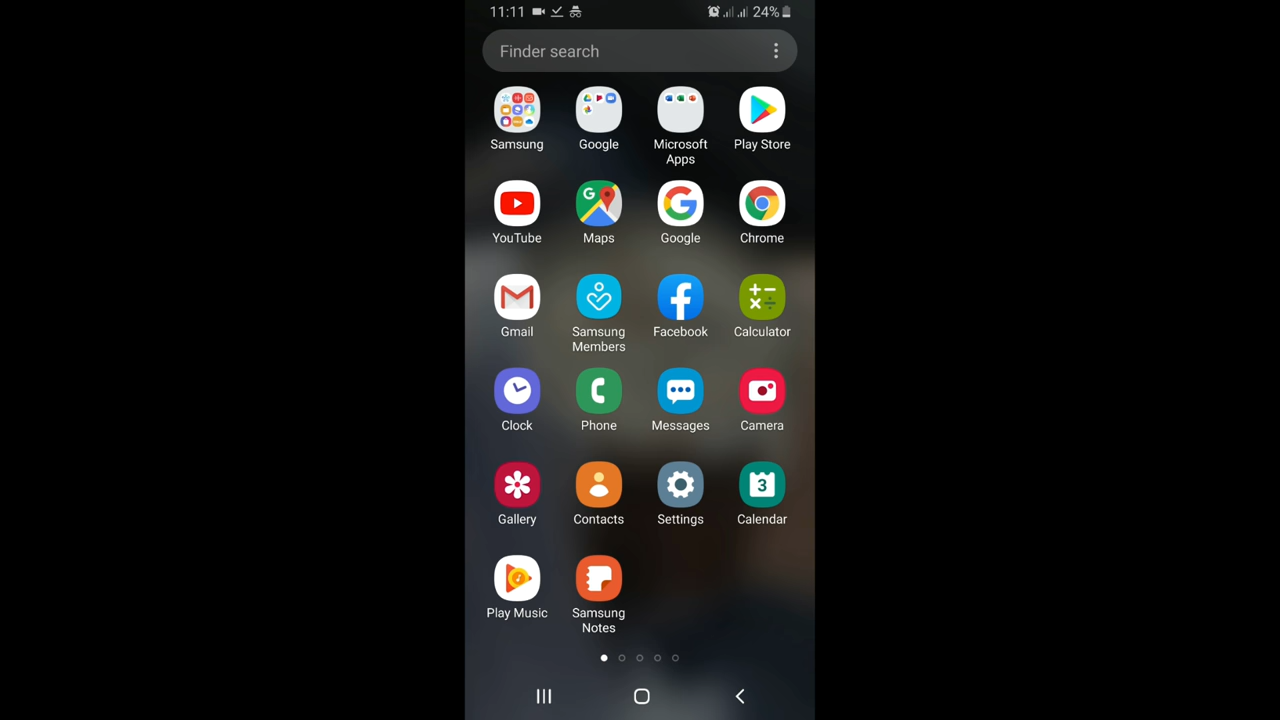 11:11 24%
Finder search
Samsung Google Microsoft Apps Play Store
YouTube Maps Google Chrome
Gmail Samsung Members Facebook Calculator
Clock Phone Messages Camera
Gallery Contacts Settings Calendar
3
Play Music Samsung Notes